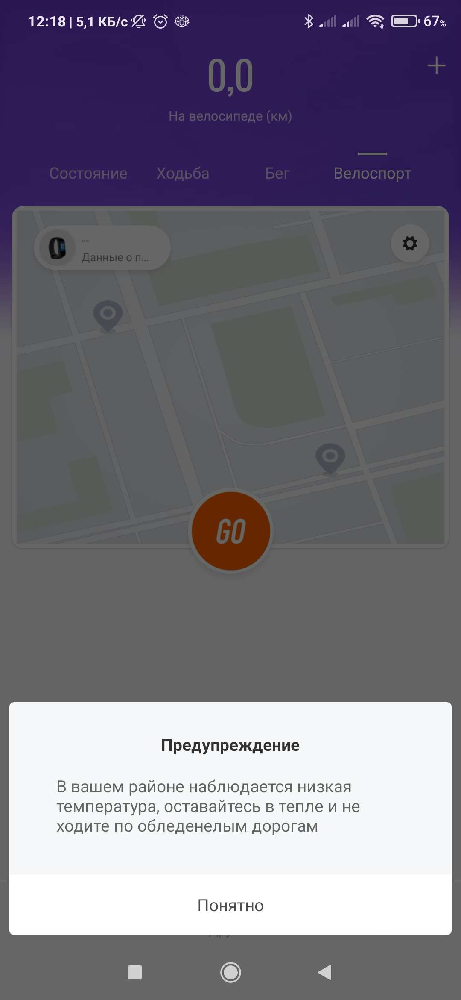 12:18 | 5,1 КБ/с
67%
0,0
На велосипеде (км)
Состояние Ходьба Бег Велоспорт
--
Данные о п...
GO
Предупреждение
В вашем районе наблюдается низкая
температура, оставайтесь в тепле и не
ходите по обледенелым дорогам
Понятно